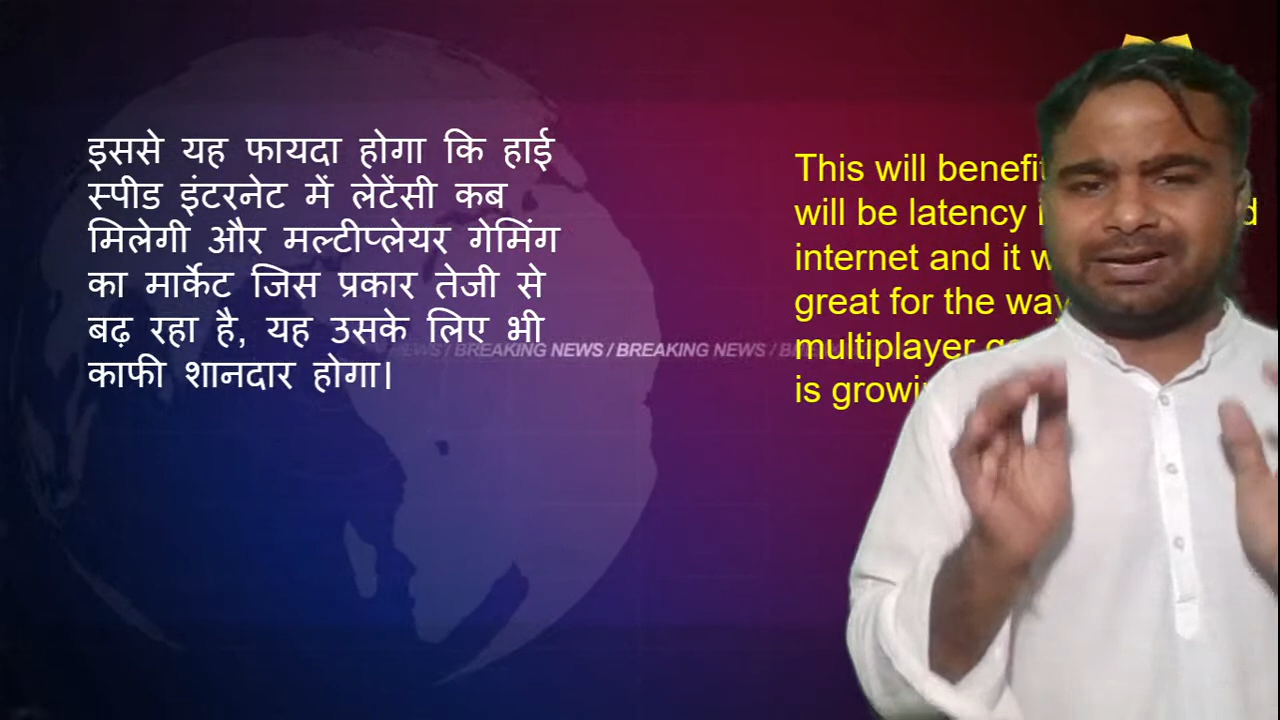 इससे यह फायदा होगा कि हाई
स्पीड इंटरनेट में लेटेंसी कब
मिलेगी और मल्टीप्लेयर गेमिंग
का मार्केट जिस प्रकार तेजी से
बढ़ रहा है, यह उसके लिए भी
काफी शानदार होगा।
This will benefit
will be latency
internet and it
great for the way
multiplayer
is
BREAKING NEWS / BREAKING NEWS /